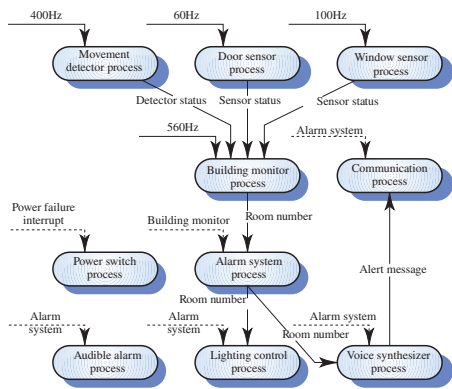 400Hz
60Hz
100Hz
Movement
detector process
Door sensor
process
Window sensor
process
Detector status
Sensor status
Sensor status
560Hz
Alarm system
Building monitor
process
Communication
process
Power failure
interrupt
Building monitor
Room number
Power switch
process
Alarm system
process
Alert message
Room number
Alarm
system
Alarm
system
Alarm system
Room number
Audible alarm
process
Lighting control
process
Voice synthesizer
process